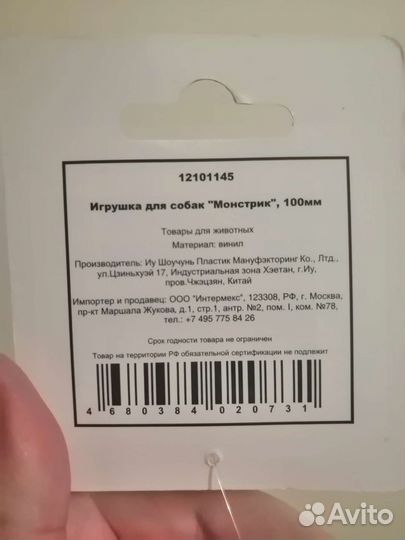 12101145
Игрушка для собак "Монстрик", 100мм
Товары для животных
Материал: винил
Производитель: Иу Шоучунь Пластик Мануфэкторинг Ко., Лтд.,
ул.Цзиньхуэй 17, Индустриальная зона Хэетан, г.Иу,
пров.Чжэцзян, Китай
Импортер и продавец: ООО "Интермекс", 123308, РФ, г. Москва,
пр-кт Маршала Жукова, д.1, стр.1, антр. №2, пом. I, ком. №78,
тел.: +7 495 775 84 26
Срок годности товара не ограничен
Товар на территории РФ обязательной сертификации не подлежит
4 680384 020731
Avito